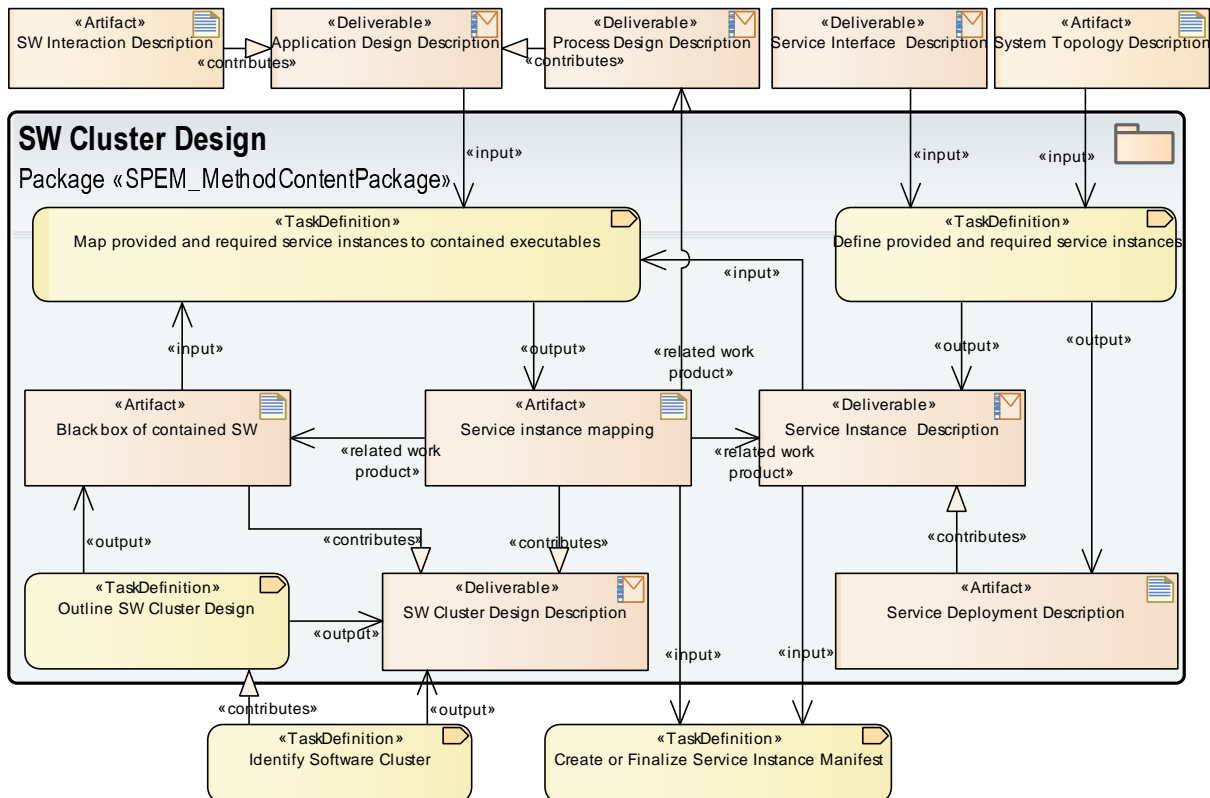 «Artifact»
SW Interaction Description
«Deliverable»
Application Design Description
«Deliverable»
Process Design Description
«Deliverable»
Service Interface Description
«Artifact»
System Topology Description
«contributes»
«contributes»
SW Cluster Design
Package «SPEM_MethodContentPackage»
«input»
«input»
«input»
«TaskDefinition»
Map provided and required service instances to contained executables
«TaskDefinition»
Define provided and required service instances
«input»
«input»
«output»
«related work
product»
«output»
«output»
«Artifact»
Blackbox of contained SW
«Artifact»
Service instance mapping
«Deliverable»
Service Instance Description
«related work
product»
«related work
product»
«output»
«contributes»
«contributes»
«contributes»
«TaskDefinition»
Outline SW Cluster Design
«Deliverable»
SW Cluster Design Description
«Artifact»
Service Deployment Description
«output»
«input»
«input»
«contributes»
«output»
«TaskDefinition»
Identify Software Cluster
«TaskDefinition»
Create or Finalize Service Instance Manifest